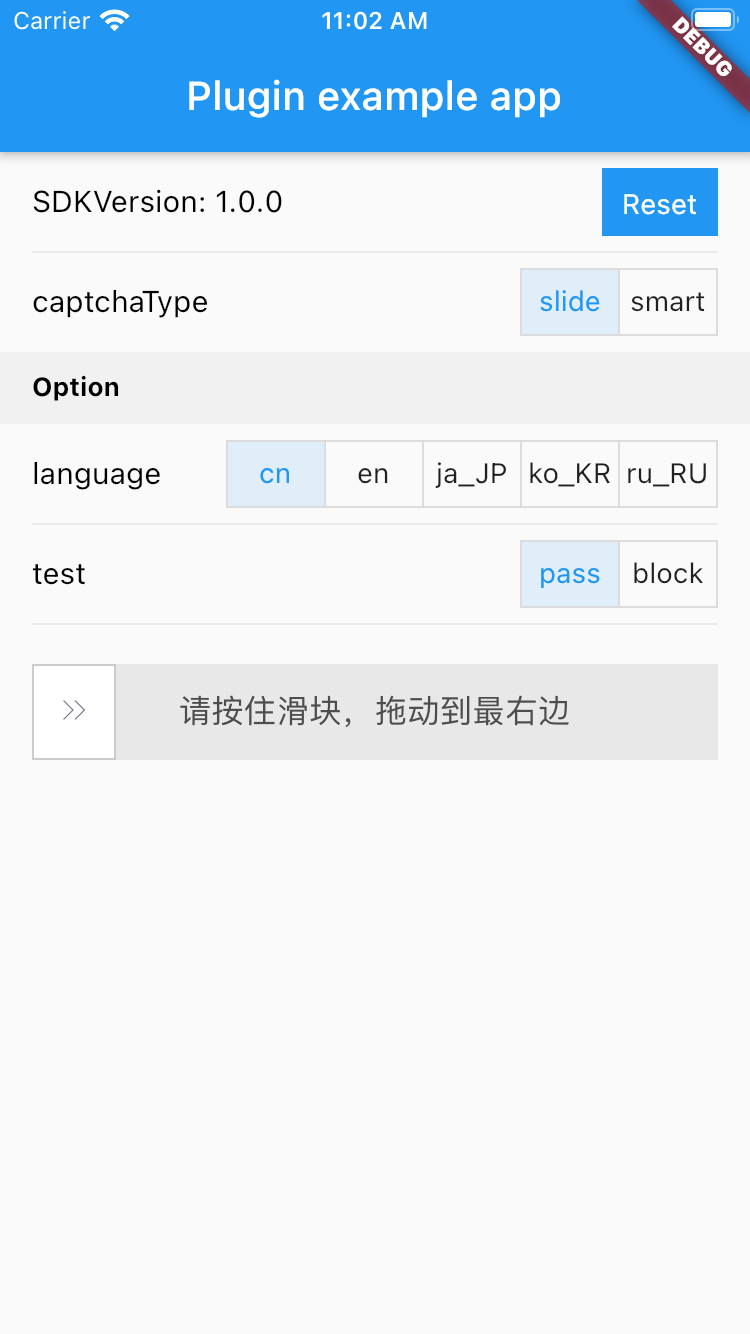 Carrier 11:02 AM
DEBUG
Plugin example app
SDKVersion: 1.0.0 Reset
captchaType slide smart
Option
language cn en ja_JP ko_KR ru_RU
test pass block
请按住滑块，拖动到最右边